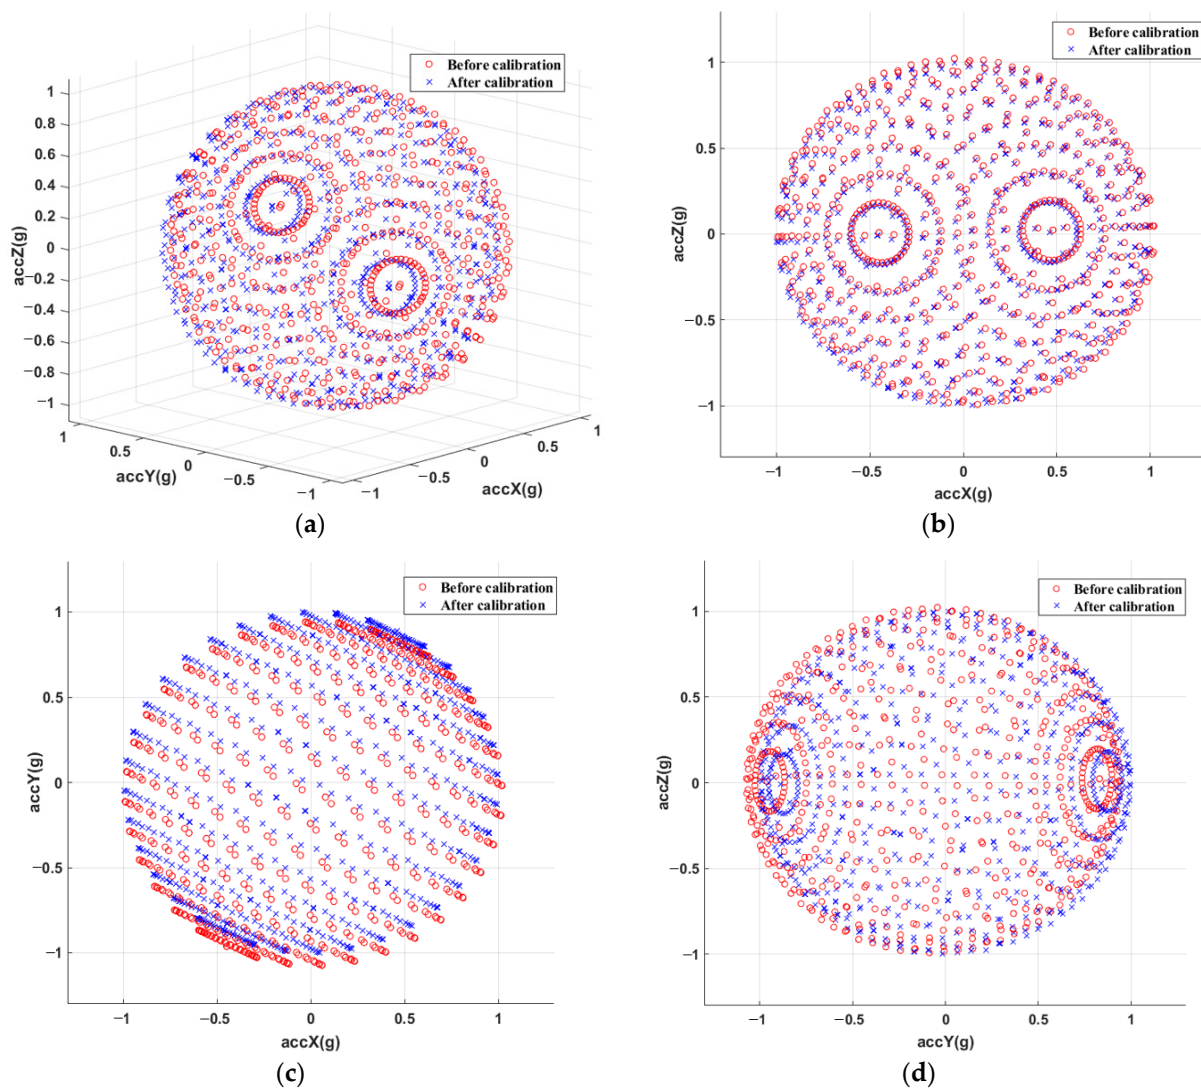 Before calibration
After calibration
1
0.8
0.6
0.4
0.2
0
−0.2
−0.4
−0.6
−0.8
−1
accZ(g)
1
0.5
0
−0.5
−1
accY(g)
−1
−0.5
0
0.5
1
accX(g)
(a)
Before calibration
After calibration
1
0.5
0
−0.5
−1
accZ(g)
−1
−0.5
0
0.5
1
accX(g)
(b)
Before calibration
After calibration
1
0.5
0
−0.5
−1
accY(g)
−1
−0.5
0
0.5
1
accX(g)
(c)
Before calibration
After calibration
1
0.5
0
−0.5
−1
accZ(g)
−1
−0.5
0
0.5
1
accY(g)
(d)